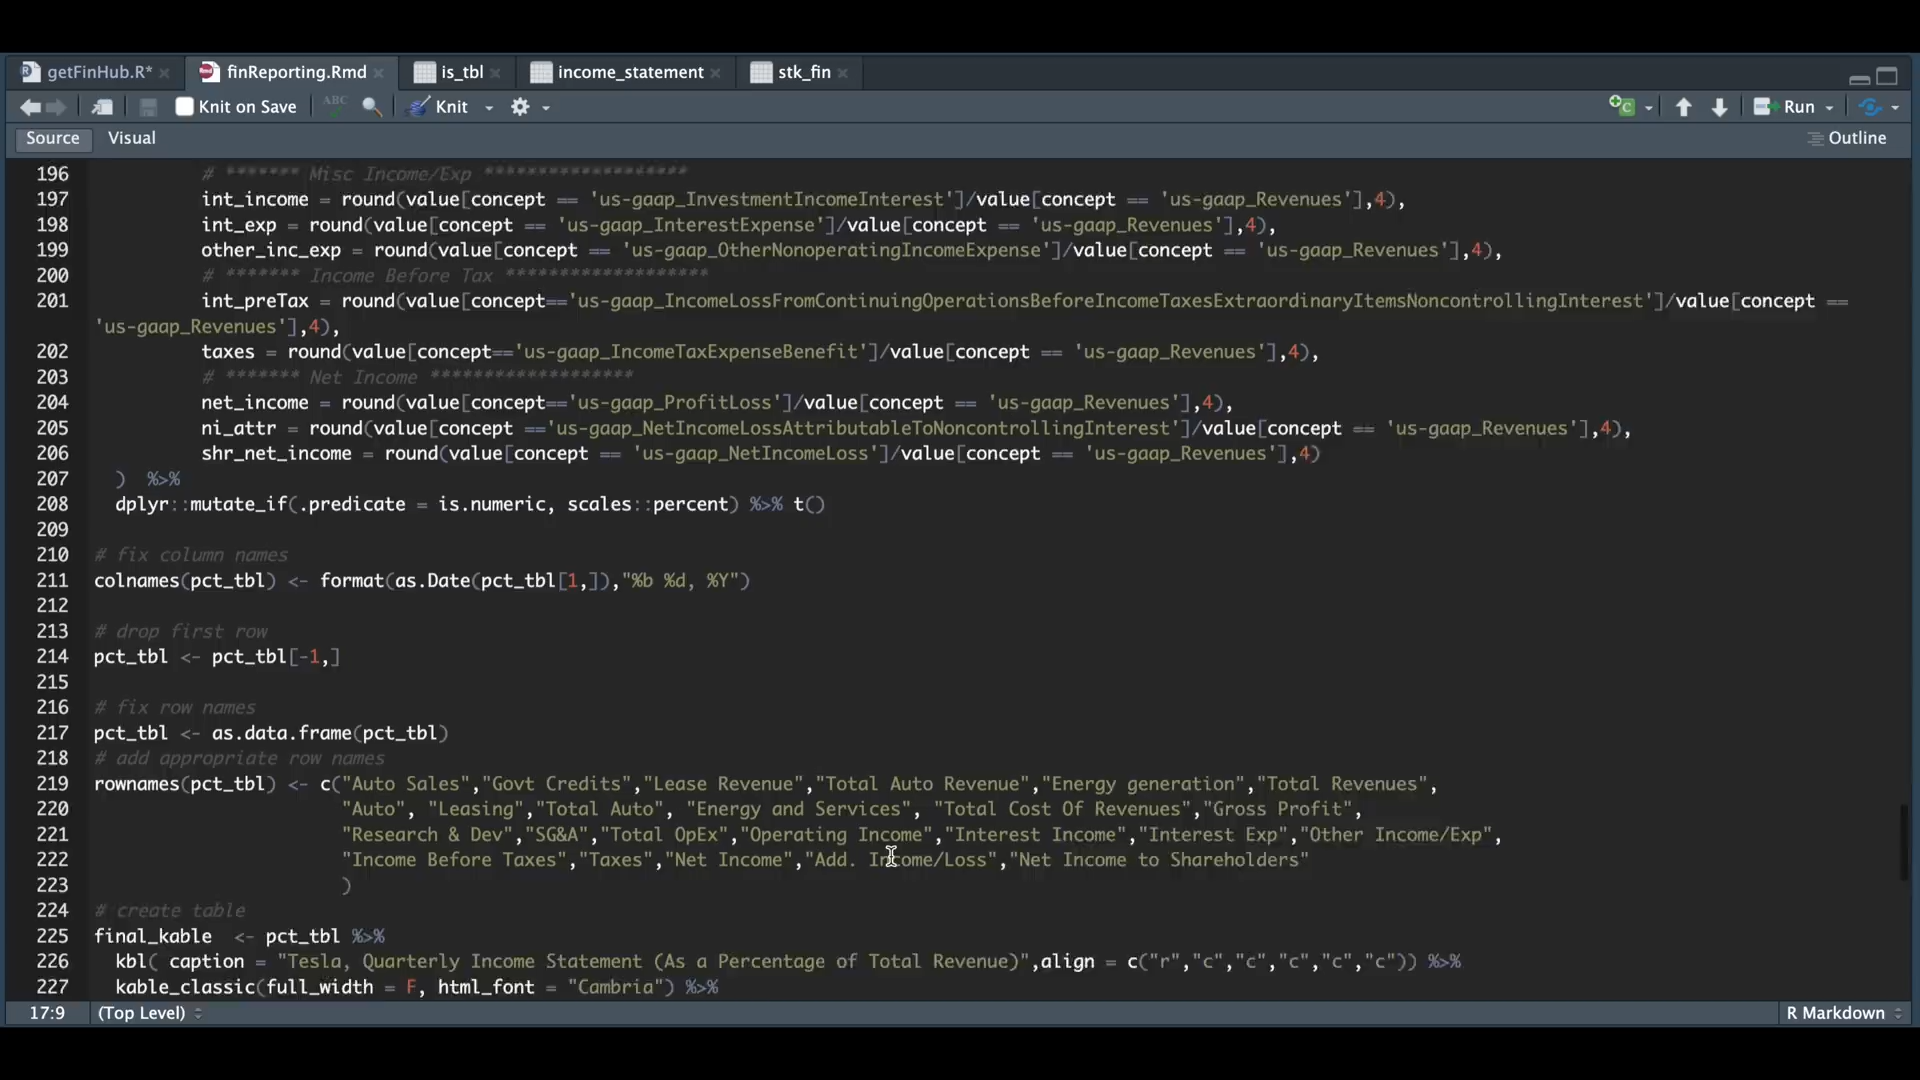 getFinHub.R*
finReporting.Rmd
is_tbl
income_statement
stk_fin
Knit on Save
ABC
Knit
Run
Source
Visual
Outline
196 # ******* Misc Income/Exp *******************
197 int_income = round(value[concept == 'us-gaap_InvestmentIncomeInterest']/value[concept == 'us-gaap_Revenues'],4),
198 int_exp = round(value[concept == 'us-gaap_InterestExpense']/value[concept == 'us-gaap_Revenues'],4),
199 other_inc_exp = round(value[concept == 'us-gaap_OtherNonoperatingIncomeExpense']/value[concept == 'us-gaap_Revenues'],4),
200 # ******* Income Before Tax *******************
201 int_preTax = round(value[concept=='us-gaap_IncomeLossFromContinuingOperationsBeforeIncomeTaxesExtraordinaryItemsNoncontrollingInterest']/value[concept ==
'us-gaap_Revenues'],4),
202 taxes = round(value[concept=='us-gaap_IncomeTaxExpenseBenefit']/value[concept == 'us-gaap_Revenues'],4),
203 # ******* Net Income *******************
204 net_income = round(value[concept=='us-gaap_ProfitLoss']/value[concept == 'us-gaap_Revenues'],4),
205 ni_attr = round(value[concept =='us-gaap_NetIncomeLossAttributableToNoncontrollingInterest']/value[concept == 'us-gaap_Revenues'],4),
206 shr_net_income = round(value[concept == 'us-gaap_NetIncomeLoss']/value[concept == 'us-gaap_Revenues'],4)
207 ) %>%
208 dplyr::mutate_if(.predicate = is.numeric, scales::percent) %>% t()
209
210 # fix column names
211 colnames(pct_tbl) <- format(as.Date(pct_tbl[1,]),"%b %d, %Y")
212
213 # drop first row
214 pct_tbl <- pct_tbl[-1,]
215
216 # fix row names
217 pct_tbl <- as.data.frame(pct_tbl)
218 # add appropriate row names
219 rownames(pct_tbl) <- c("Auto Sales","Govt Credits","Lease Revenue","Total Auto Revenue","Energy generation","Total Revenues",
220 "Auto", "Leasing","Total Auto", "Energy and Services", "Total Cost Of Revenues","Gross Profit",
221 "Research & Dev","SG&A","Total OpEx","Operating Income","Interest Income","Interest Exp","Other Income/Exp",
222 "Income Before Taxes","Taxes","Net Income","Add. Income/Loss","Net Income to Shareholders"
223 )
224 # create table
225 final_kable <- pct_tbl %>%
226 kbl( caption = "Tesla, Quarterly Income Statement (As a Percentage of Total Revenue)",align = c("r","c","c","c","c","c")) %>%
227 kable_classic(full_width = F, html_font = "Cambria") %>%
17:9
(Top Level)
R Markdown